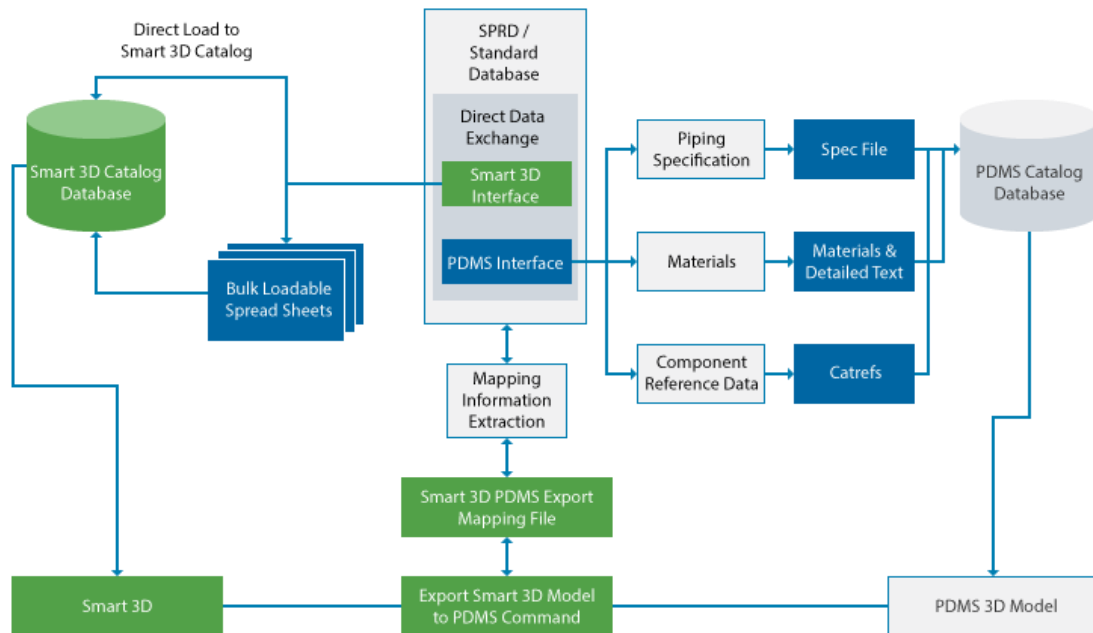 Direct Load to
Smart 3D Catalog
SPRD /
Standard
Database
Direct Data
Exchange
Smart 3D
Interface
PDMS Interface
Smart 3D Catalog
Database
Bulk Loadable
Spread Sheets
Piping
Specification
Spec File
Materials
Materials &
Detailed Text
Component
Reference Data
Catrefs
PDMS Catalog
Database
Mapping
Information
Extraction
Smart 3D PDMS Export
Mapping File
Smart 3D
Export Smart 3D Model
to PDMS Command
PDMS 3D Model